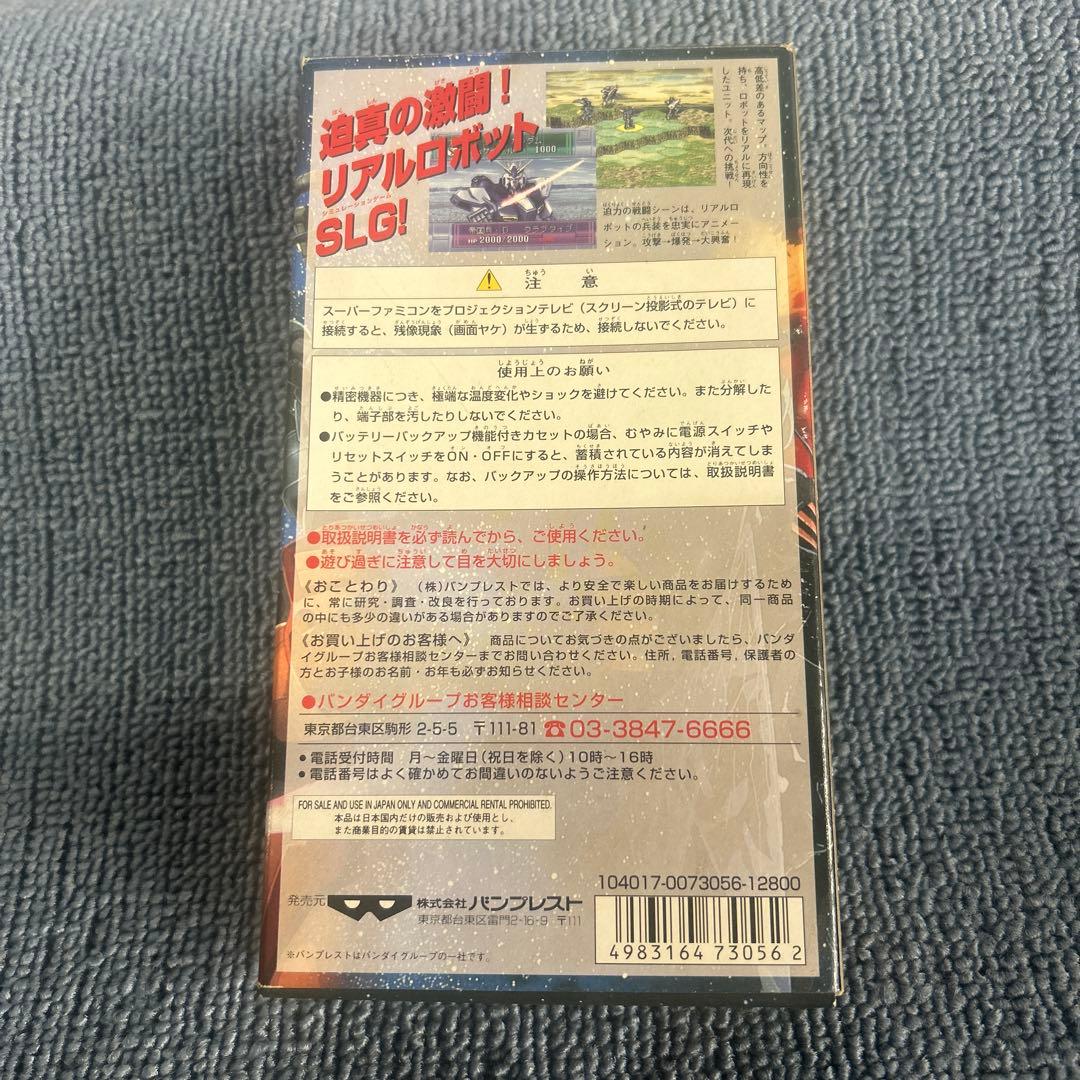 迫真の激闘!
リアルロボット
シミュレーションゲーム
SLG!
1000
HP 2000/2000
高低差のあるマップ。方向性を
持ち、ロボットをリアルに再現
したユニット。次代への挑戦!
迫力の戦闘シーンは、リアルロ
ボットの兵装を忠実にアニメー
ション。攻撃→爆発→大興奮!
注意
スーパーファミコンをプロジェクションテレビ(スクリーン投影式のテレビ)に
接続すると、残像現象(画面ヤケ)が生ずるため、接続しないでください。
使用上のお願い
●精密機器につき、極端な温度変化やショックを避けてください。また分解した
り、端子部を汚したりしないでください。
●バッテリーバックアップ機能付きカセットの場合、むやみに電源スイッチや
リセットスイッチをON・OFFにすると、蓄積されている内容が消えてしま
うことがあります。なお、バックアップの操作方法については、取扱説明書
をご参照ください。
●取扱説明書を必ず読んでから、ご使用ください。
●遊び過ぎに注意して目を大切にしましょう。
《おことわり》 (株)バンプレストでは、より安全で楽しい商品をお届けするため
に、常に研究・調査・改良を行っております。お買い上げの時期によって、同一商品
の中にも多少の違いがある場合がありますのでご了承ください。
《お買い上げのお客様へ》 商品についてお気づきの点がございましたら、バンダ
イグループお客様相談センターまでお問い合わせください。住所,電話番号,保護者の
方とお子様のお名前・お年も必ずお知らせください。
●バンダイグループお客様相談センター
東京都台東区駒形 2-5-5 〒111-81 ☎03-3847-6666
●電話受付時間 月〜金曜日(祝日を除く)10時〜16時
●電話番号はよく確かめてお間違いのないようご注意ください。
FOR SALE AND USE IN JAPAN ONLY AND COMMERCIAL RENTAL PROHIBITED.
本品は日本国内だけの販売および使用とし、
また商業目的の賃貸は禁止されています。
104017-0073056-12800
発売元 株式会社 バンプレスト
東京都台東区雷門2-16-9 〒111
※バンプレストはバンダイグループの一社です。
4983164 73056 2